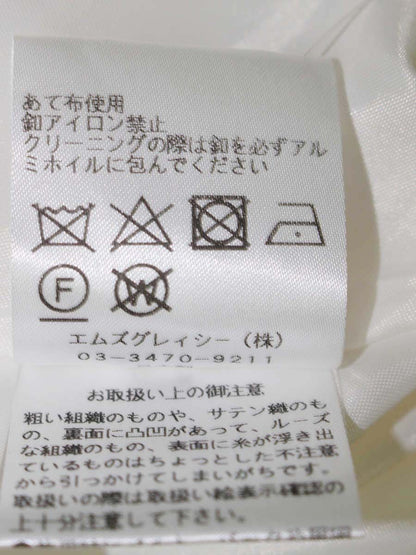 あて布使用
釦アイロン禁止
クリーニングの際は釦を必ずアル
ミホイルに包んでください
F
W
エムズグレイシー（株）
03-3470-9211
お取扱い上の御注意
粗い組織のものや、サテン織のも
の、裏面に凸凹があって、ルーズ
な組織のもの、表面に糸が浮き出
ているものはちょっとした不注意
から引っかけてしまいがちです。
取扱いの際は取扱い絵表示確認の
上十分注意して下さい。